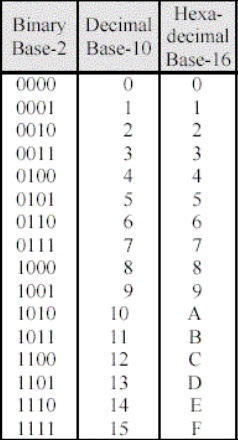 Binary Base-2 Decimal Base-10 Hexa-decimal Base-16
0000 0 0
0001 1 1
0010 2 2
0011 3 3
0100 4 4
0101 5 5
0110 6 6
0111 7 7
1000 8 8
1001 9 9
1010 10 A
1011 11 B
1100 12 C
1101 13 D
1110 14 E
1111 15 F